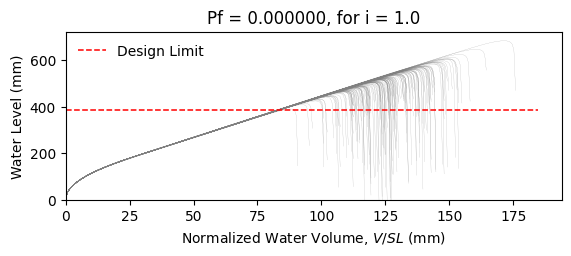 Pf = 0.000000, for i = 1.0
Design Limit
Water Level (mm)
600
400
200
0
0 25 50 75 100 125 150 175
Normalized Water Volume, V/SL (mm)